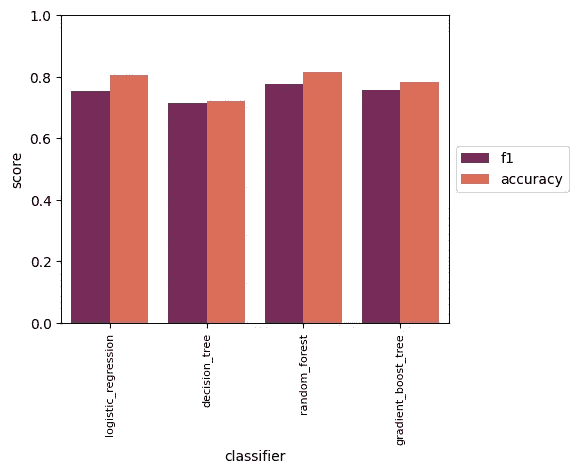 1.0
0.8
0.6
0.4
0.2
0.0
score
logistic_regression
decision_tree
random_forest
gradient_boost_tree
classifier
f1
accuracy